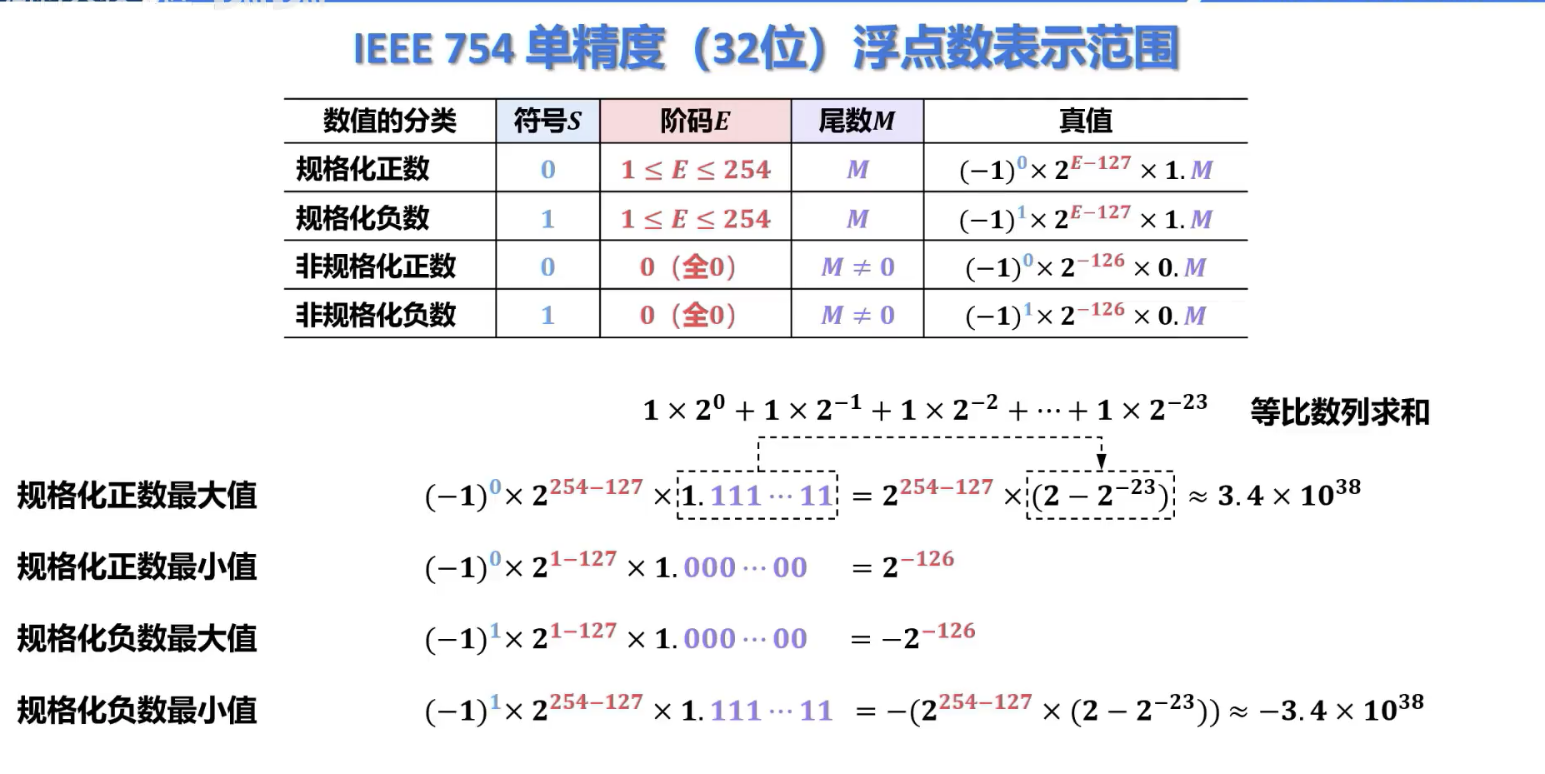 IEEE 754 单精度（32位）浮点数表示范围
数值的分类 符号S 阶码E 尾数M 真值
规格化正数 0 1 ≤ E ≤ 254 M (−1)⁰ × 2^{E−127} × 1.M
规格化负数 1 1 ≤ E ≤ 254 M (−1)¹ × 2^{E−127} × 1.M
非规格化正数 0 0（全0） M ≠ 0 (−1)⁰ × 2^{−126} × 0.M
非规格化负数 1 0（全0） M ≠ 0 (−1)¹ × 2^{−126} × 0.M
1 × 2⁰ + 1 × 2^{−1} + 1 × 2^{−2} + ⋯ + 1 × 2^{−23} 等比数列求和
规格化正数最大值 (−1)⁰ × 2^{254−127} × 1.111⋯11 = 2^{254−127} × (2 − 2^{−23}) ≈ 3.4 × 10^{38}
规格化正数最小值 (−1)⁰ × 2^{1−127} × 1.000⋯00 = 2^{−126}
规格化负数最大值 (−1)¹ × 2^{1−127} × 1.000⋯00 = −2^{−126}
规格化负数最小值 (−1)¹ × 2^{254−127} × 1.111⋯11 = −(2^{254−127} × (2 − 2^{−23})) ≈ −3.4 × 10^{38}